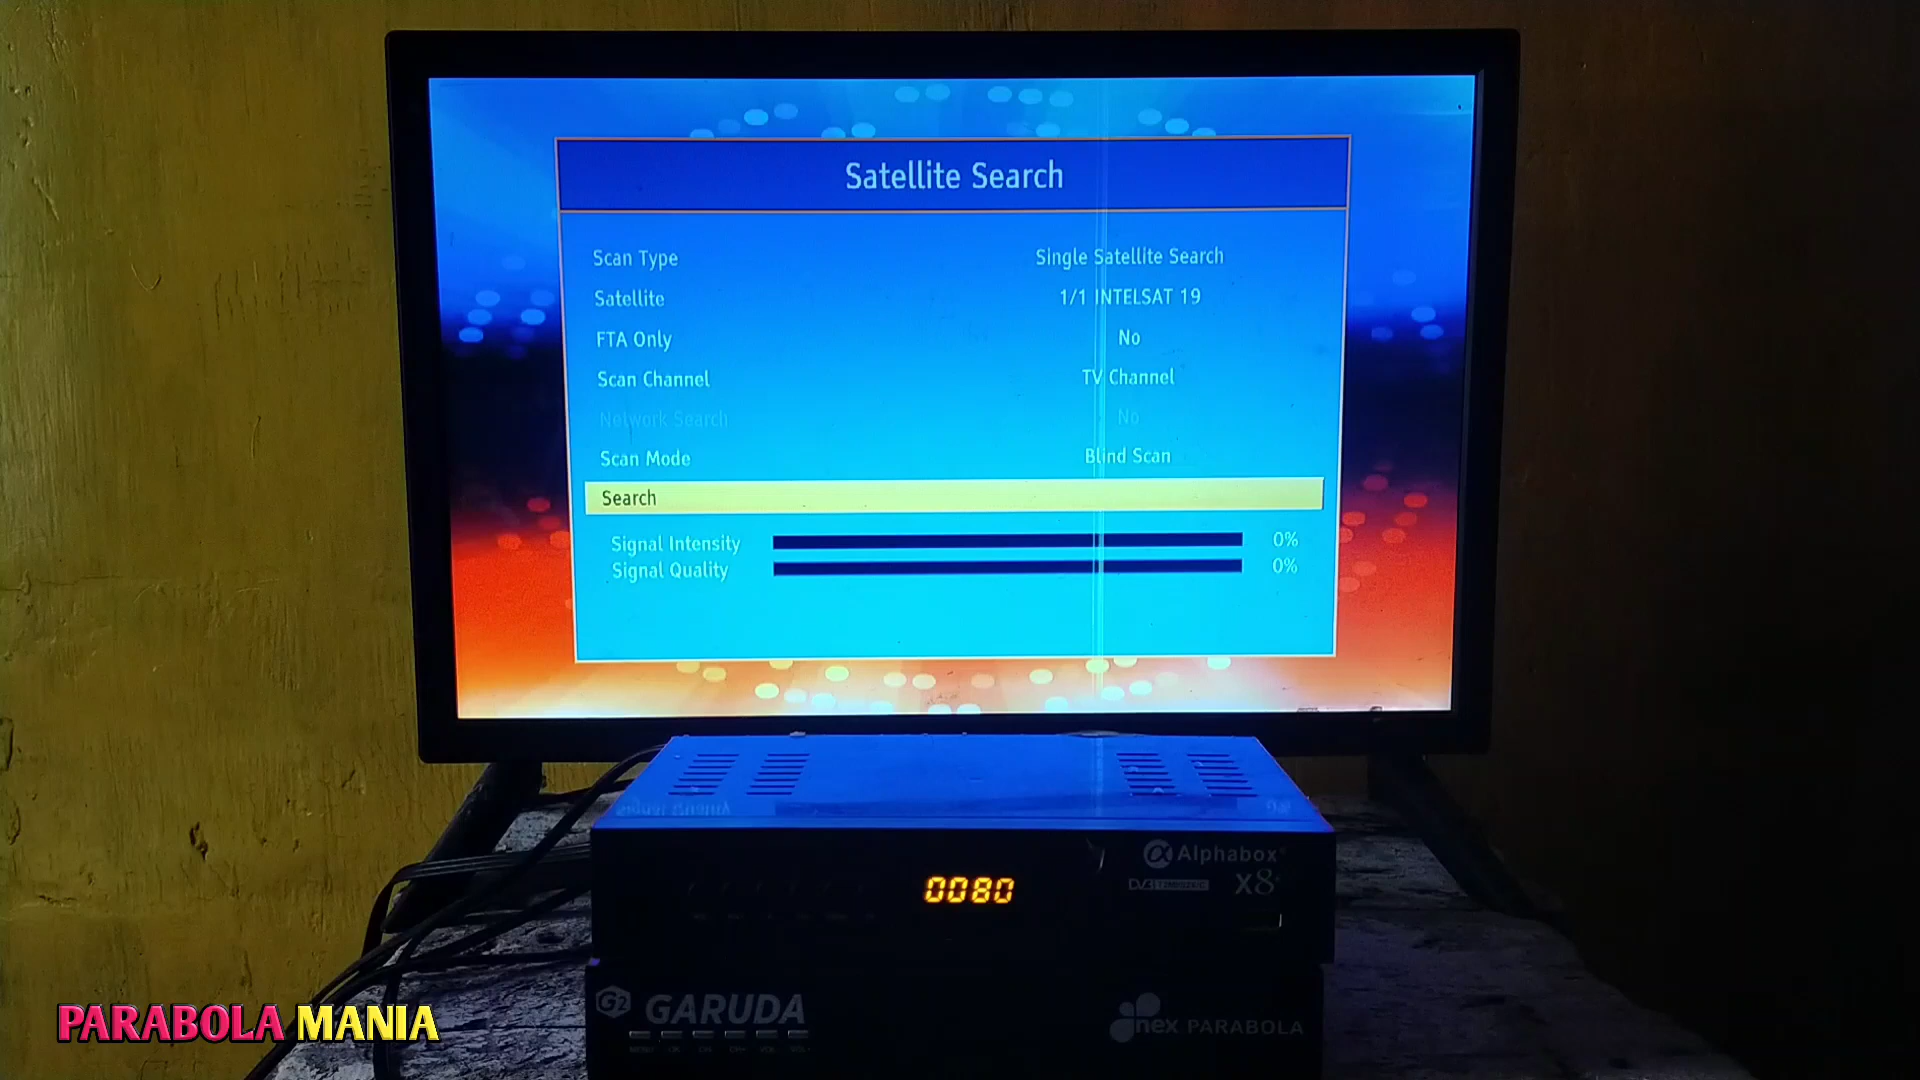 Satellite Search
Scan Type Single Satellite Search
Satellite 1/1 INTELSAT 19
FTA Only No
Scan Channel TV Channel
Network Search No
Scan Mode Blind Scan
Search
Signal Intensity 0%
Signal Quality 0%
Alphabox
DVB
X8+
0080
G2 GARUDA
nex PARABOLA
PARABOLA MANIA